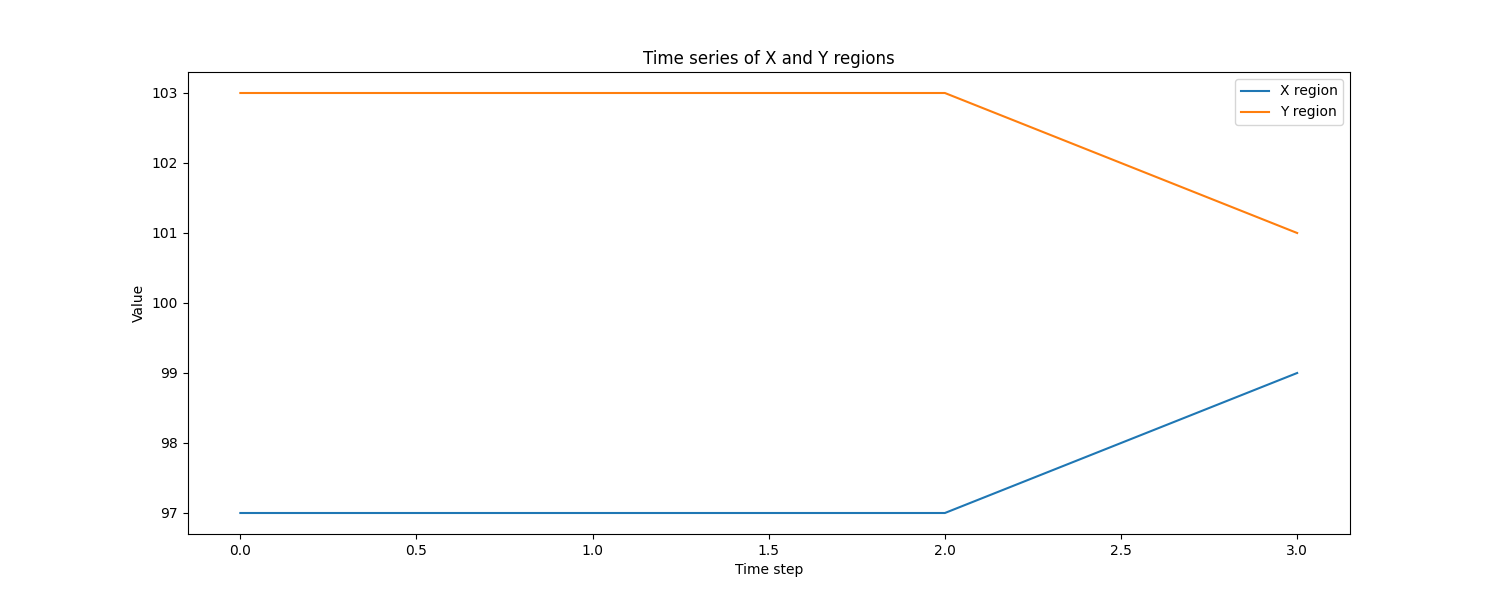 Time series of X and Y regions
X region
Y region
103
102
101
100
99
98
97
Value
0.0 0.5 1.0 1.5 2.0 2.5 3.0
Time step